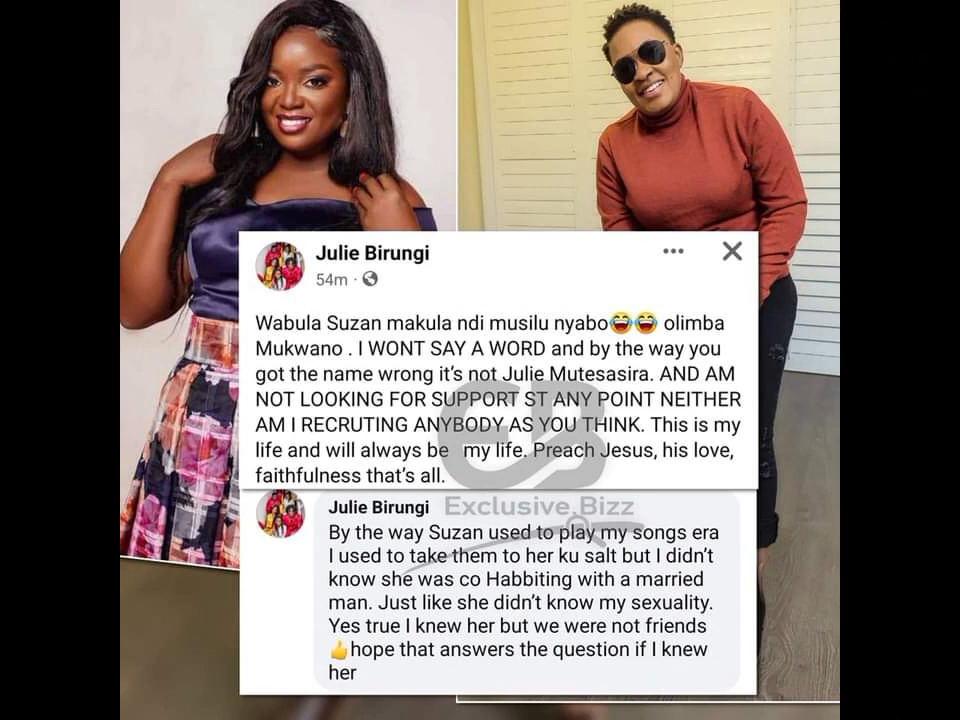 Julie Birungi
54m ·
Wabula Suzan makula ndi musilu nyabo😂😂 olimba
Mukwano . I WONT SAY A WORD and by the way you
got the name wrong it's not Julie Mutesasira. AND AM
NOT LOOKING FOR SUPPORT ST ANY POINT NEITHER
AM I RECRUTING ANYBODY AS YOU THINK. This is my
life and will always be my life. Preach Jesus, his love,
faithfulness that's all.
Julie Birungi
By the way Suzan used to play my songs era
I used to take them to her ku salt but I didn't
know she was co Habbiting with a married
man. Just like she didn't know my sexuality.
Yes true I knew her but we were not friends
👍hope that answers the question if I knew
her
EB
Exclusive Bizz